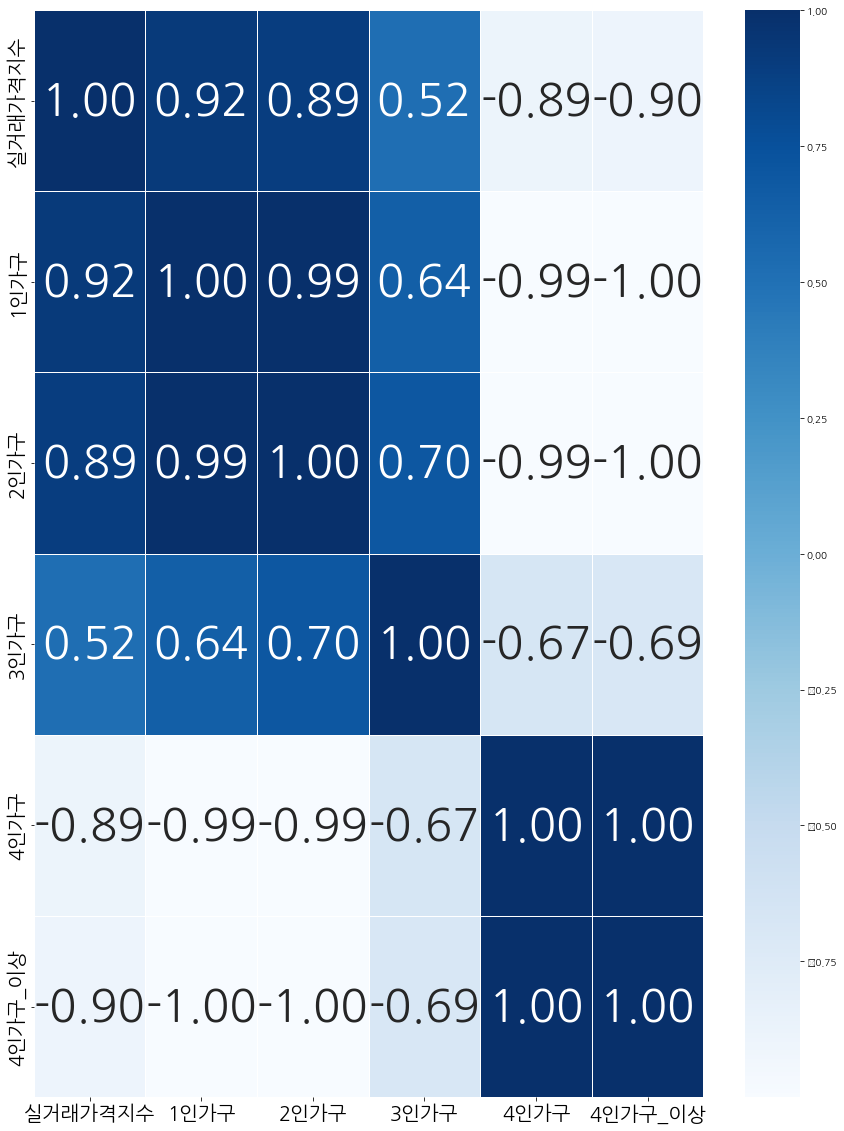 실거래가격지수 1.00 0.92 0.89 0.52 -0.89 -0.90
1인가구 0.92 1.00 0.99 0.64 -0.99 -1.00
2인가구 0.89 0.99 1.00 0.70 -0.99 -1.00
3인가구 0.52 0.64 0.70 1.00 -0.67 -0.69
4인가구 -0.89 -0.99 -0.99 -0.67 1.00 1.00
4인가구_이상 -0.90 -1.00 -1.00 -0.69 1.00 1.00
실거래가격지수 1인가구 2인가구 3인가구 4인가구 4인가구_이상
1.00
0.75
0.50
0.25
0.00
□0.25
□0.50
□0.75